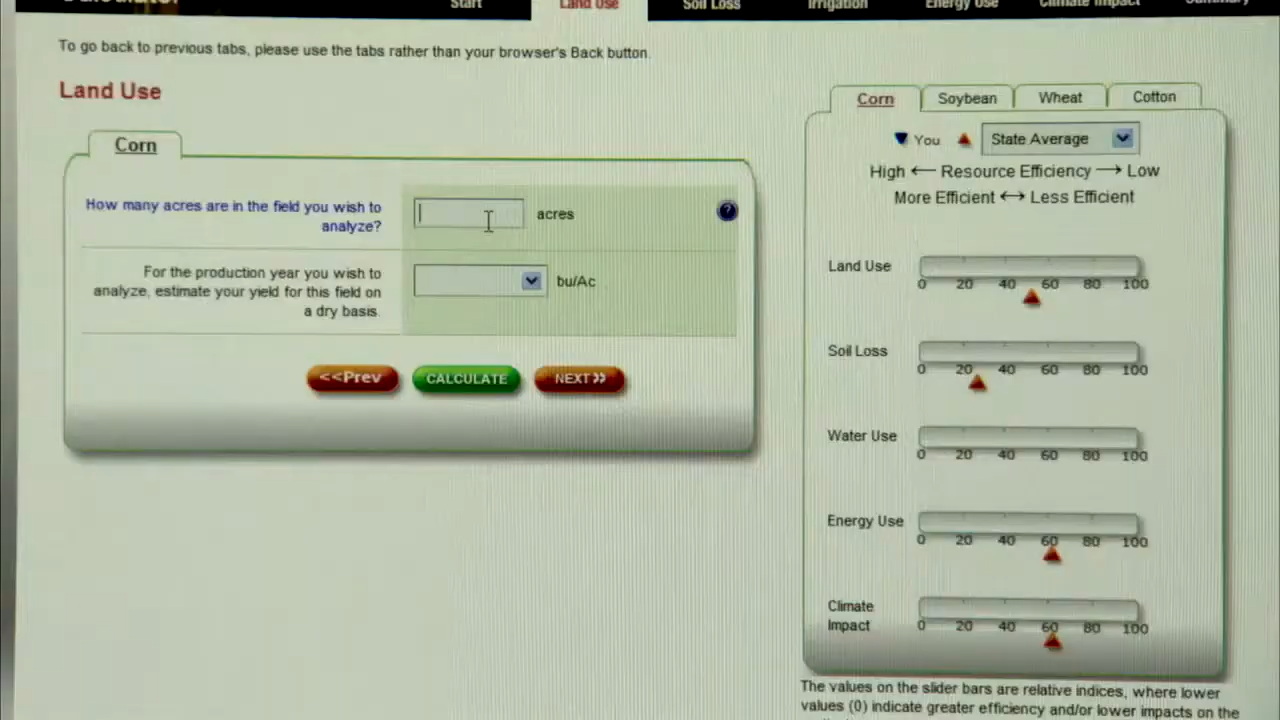 Start
Land Use
Soil Loss
Irrigation
Energy Use
Climate Impact
Summary
To go back to previous tabs, please use the tabs rather than your browser's Back button.
Land Use
Corn
How many acres are in the field you wish to
analyze?
acres
?
For the production year you wish to
analyze, estimate your yield for this field on
a dry basis.
bu/Ac
<<Prev
CALCULATE
NEXT
Corn
Soybean
Wheat
Cotton
You
State Average
High ← Resource Efficiency → Low
More Efficient ↔ Less Efficient
Land Use
0 20 40 60 80 100
Soil Loss
0 20 40 60 80 100
Water Use
0 20 40 60 80 100
Energy Use
0 20 40 60 80 100
Climate
Impact
0 20 40 60 80 100
The values on the slider bars are relative indices, where lower
values (0) indicate greater efficiency and/or lower impacts on the